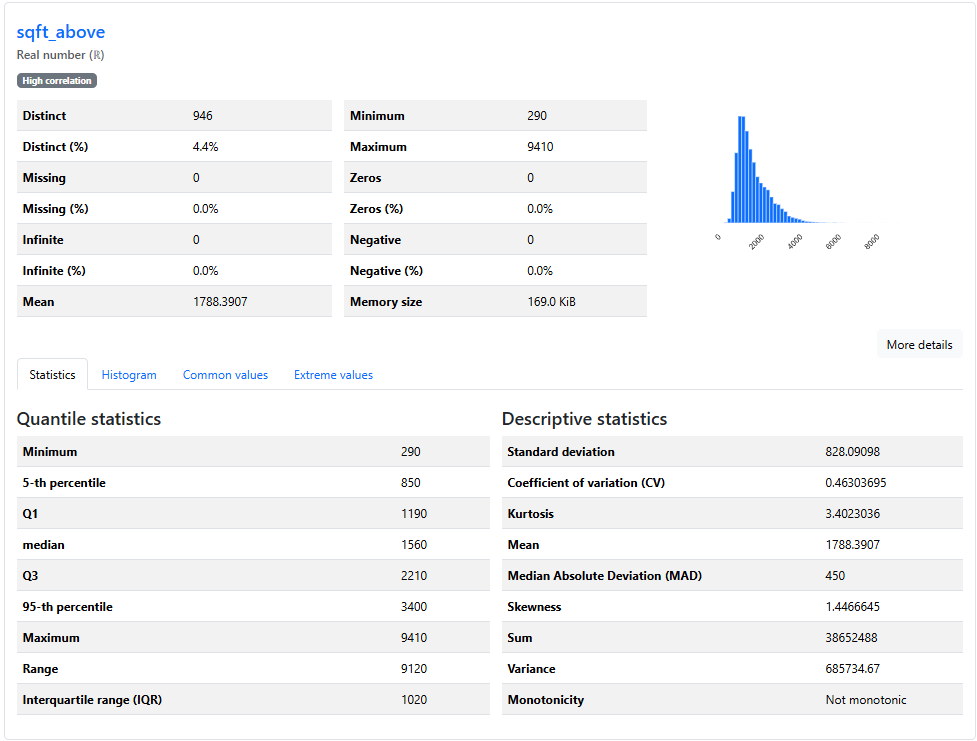 sqft_above
Real number (ℝ)
High correlation
Distinct 946
Distinct (%) 4.4%
Missing 0
Missing (%) 0.0%
Infinite 0
Infinite (%) 0.0%
Mean 1788.3907
Minimum 290
Maximum 9410
Zeros 0
Zeros (%) 0.0%
Negative 0
Negative (%) 0.0%
Memory size 169.0 KiB
0 2000 4000 6000 8000
More details
Statistics Histogram Common values Extreme values
Quantile statistics
Minimum 290
5-th percentile 850
Q1 1190
median 1560
Q3 2210
95-th percentile 3400
Maximum 9410
Range 9120
Interquartile range (IQR) 1020
Descriptive statistics
Standard deviation 828.09098
Coefficient of variation (CV) 0.46303695
Kurtosis 3.4023036
Mean 1788.3907
Median Absolute Deviation (MAD) 450
Skewness 1.4466645
Sum 38652488
Variance 685734.67
Monotonicity Not monotonic